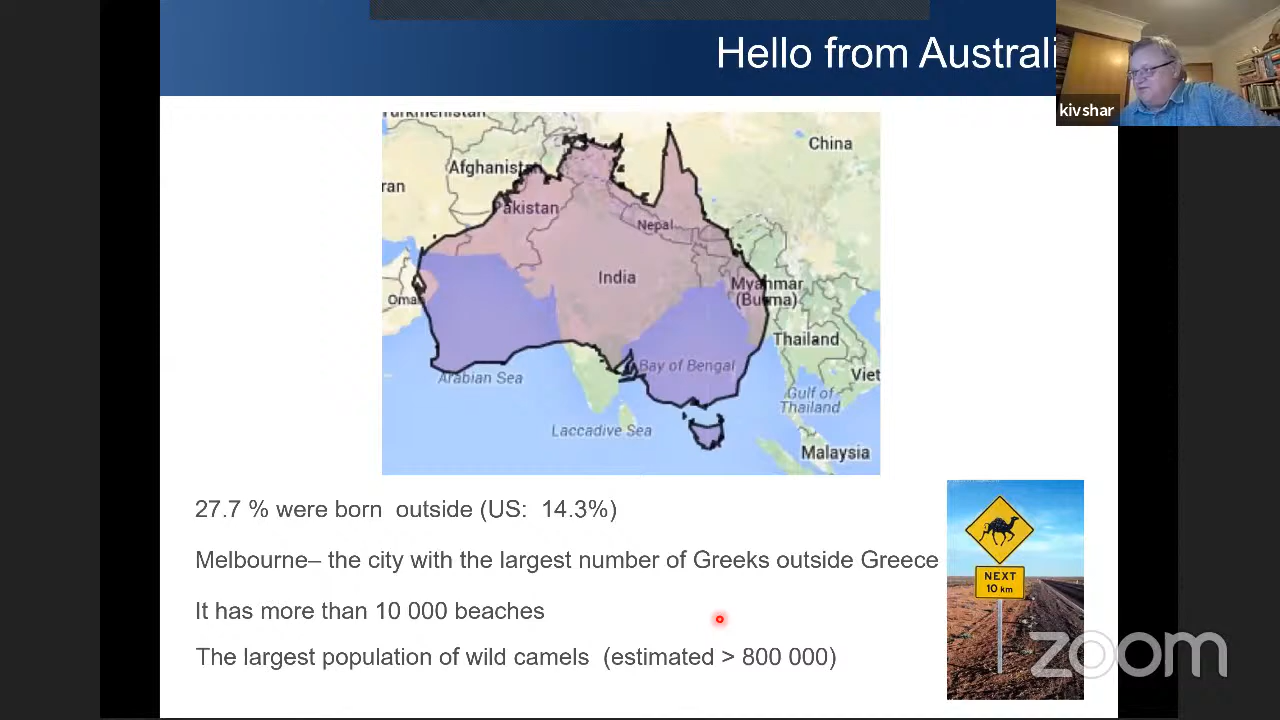 Hello from Australi
kivshar
Turkmenistan
China
Afghanist
ran
Pakistan
Nepal
India
Myanmar
(Burma)
Oman
Thailand
Bay of Bengal
Viet
Arabian Sea
Gulf of
Thailand
Laccadive Sea
Malaysia
27.7 % were born outside (US: 14.3%)
Melbourne– the city with the largest number of Greeks outside Greece
NEXT
10 km
It has more than 10 000 beaches
The largest population of wild camels (estimated > 800 000)
zoom